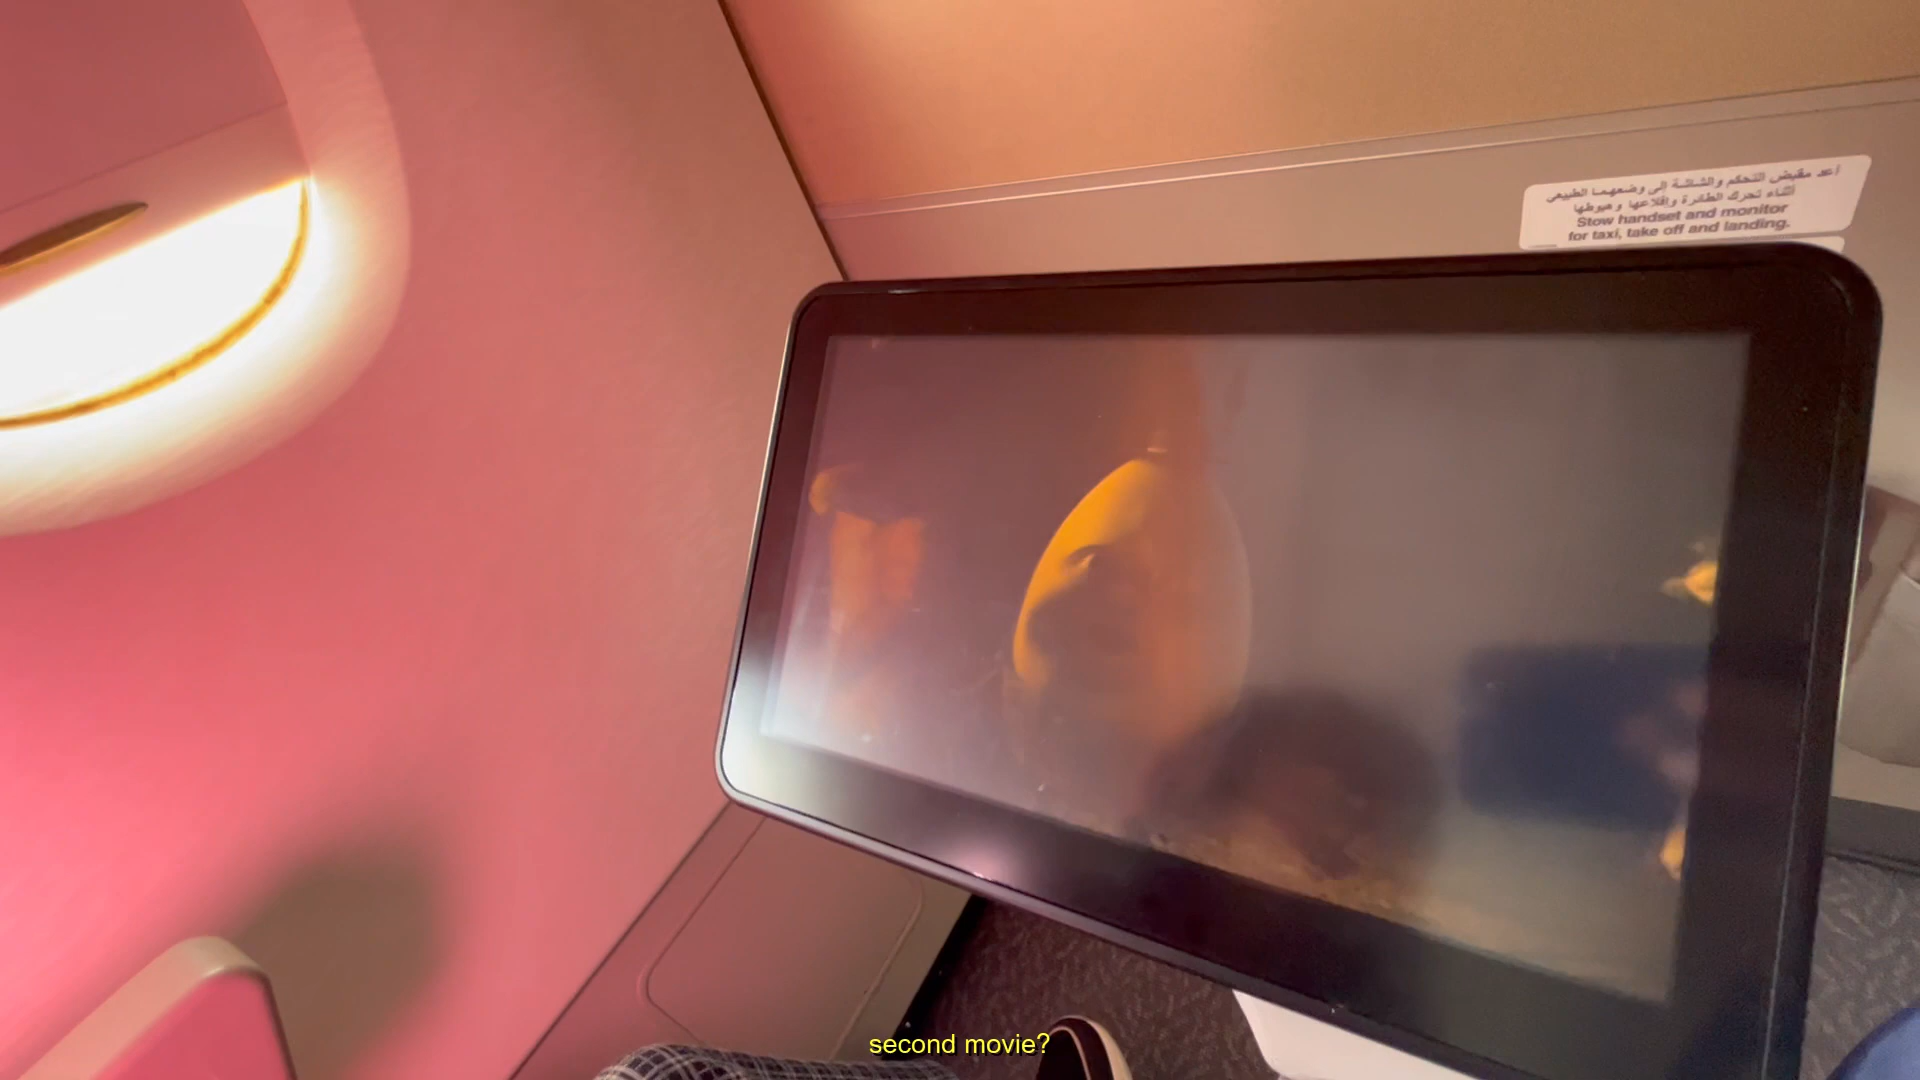 أعد مقبض التحكم والشاشة إلى وضعهما الطبيعي
أثناء تحرك الطائرة وإقلاعها وهبوطها
Stow handset and monitor
for taxi, take off and landing.
second movie?